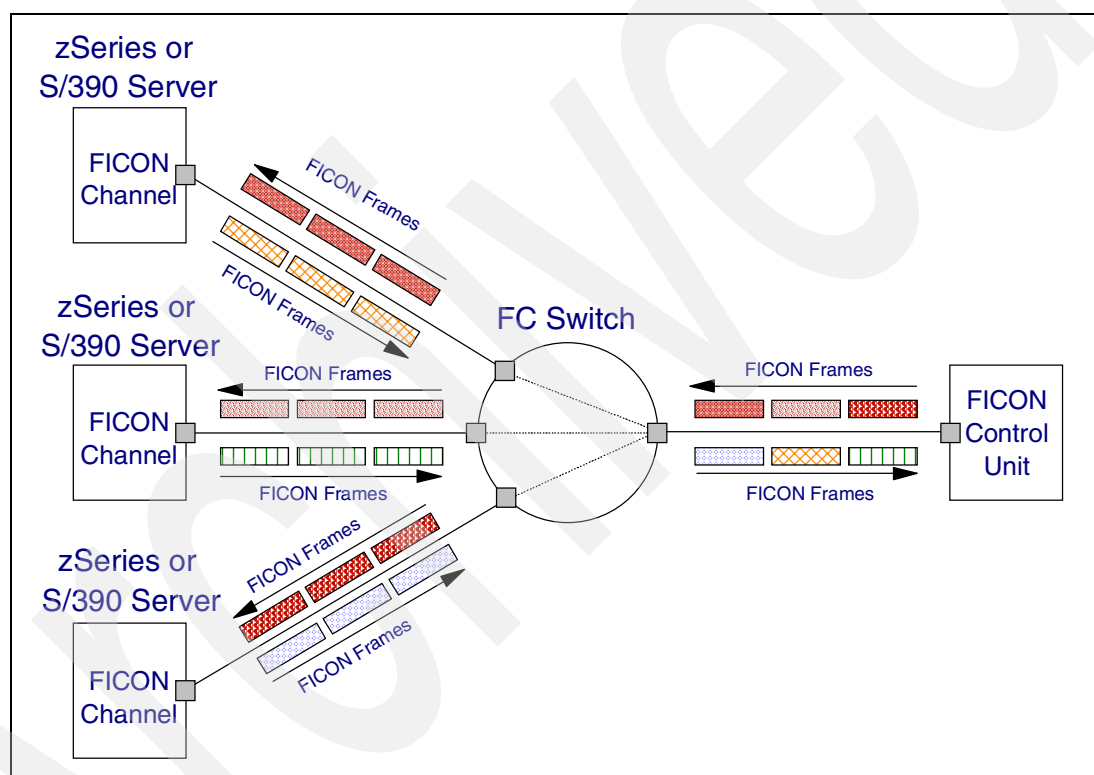 zSeries or
S/390 Server
FICON
Channel
FICON Frames
FICON Frames
zSeries or
S/390 Server
FICON
Channel
FICON Frames
FICON Frames
zSeries or
S/390 Server
FICON
Channel
FICON Frames
FICON Frames
FC Switch
FICON Frames
FICON Frames
FICON
Control
Unit